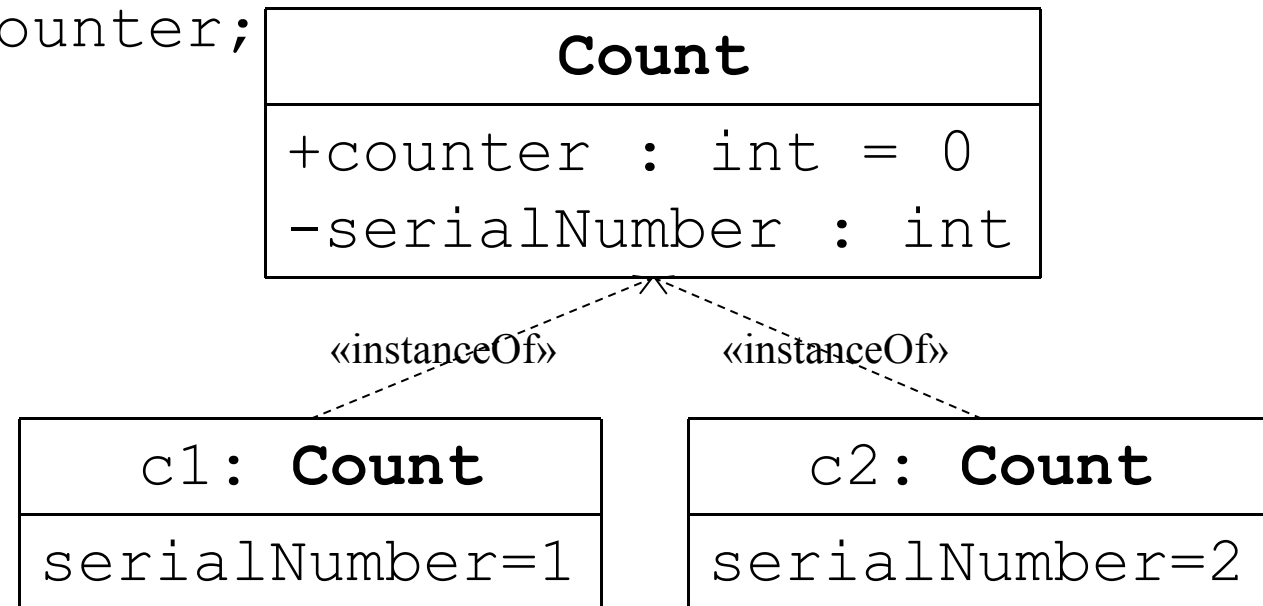 ounter;
Count
+counter : int = 0
-serialNumber : int
«instanceOf» «instanceOf»
c1: Count c2: Count
serialNumber=1 serialNumber=2